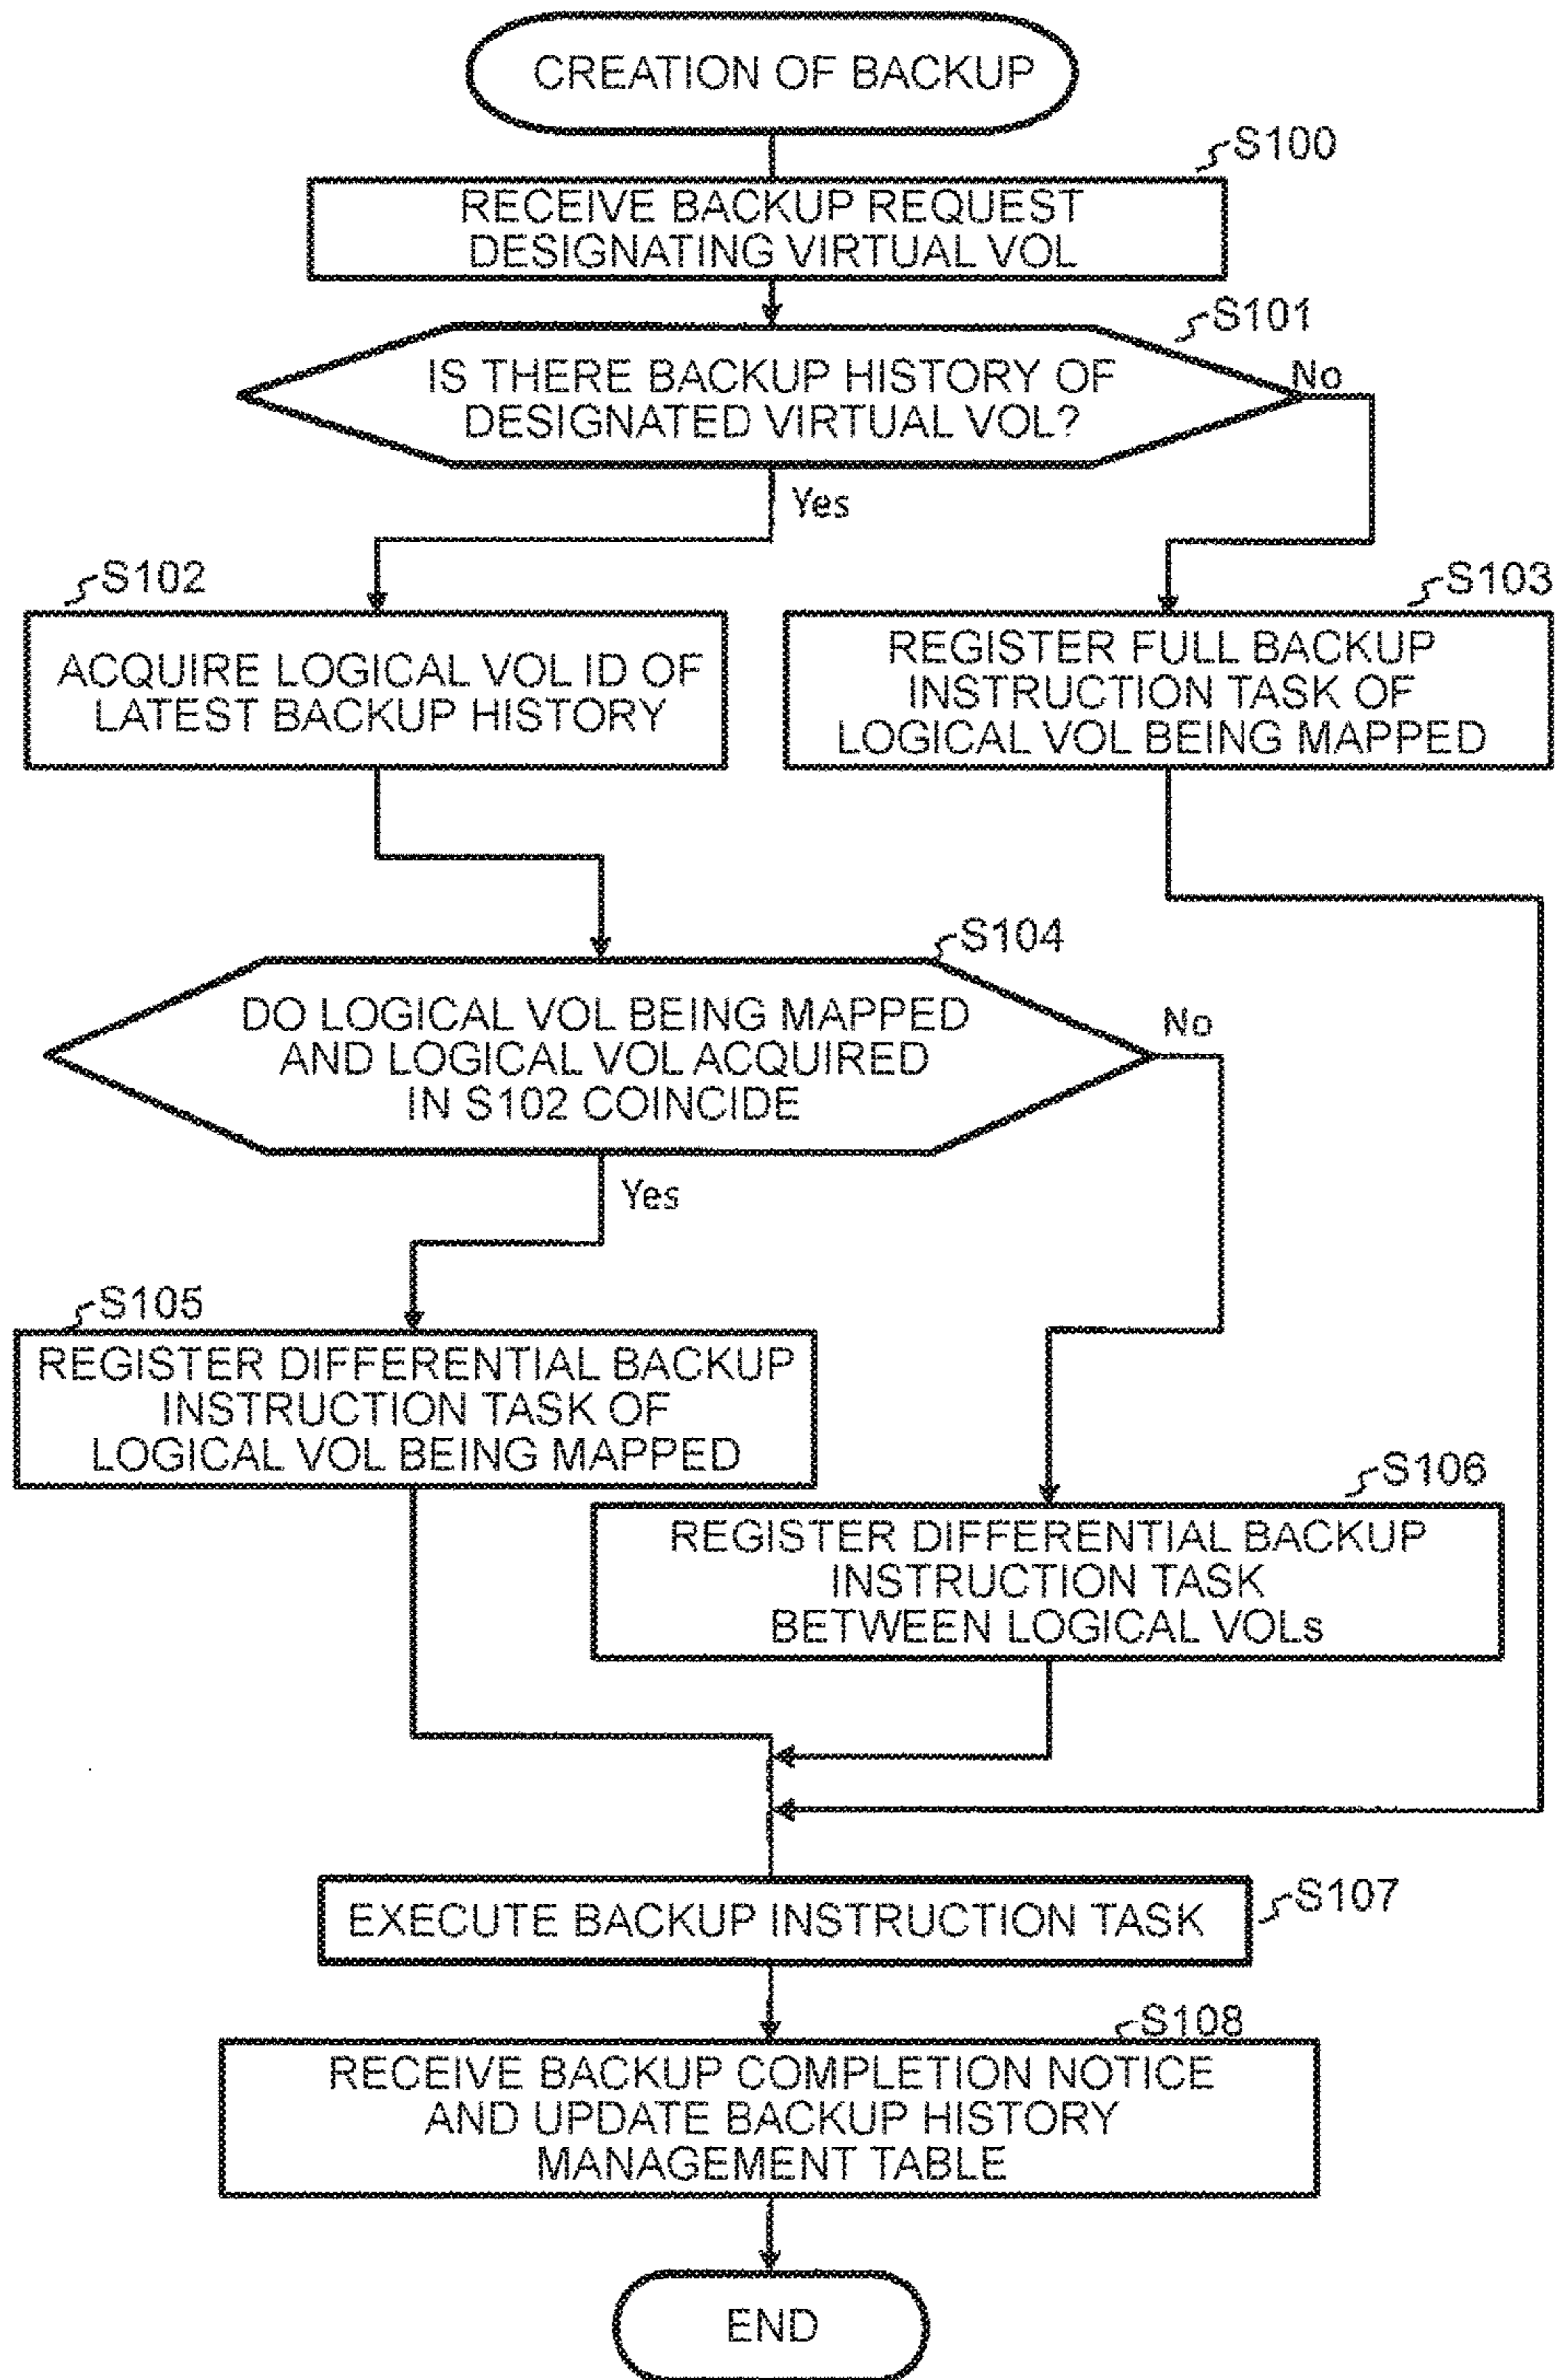 CREATION OF BACKUP
S100
RECEIVE BACKUP REQUEST
DESIGNATING VIRTUAL VOL
S101
IS THERE BACKUP HISTORY OF
DESIGNATED VIRTUAL VOL?
No
Yes
S102
ACQUIRE LOGICAL VOL ID OF
LATEST BACKUP HISTORY
S103
REGISTER FULL BACKUP
INSTRUCTION TASK OF
LOGICAL VOL BEING MAPPED
S104
DO LOGICAL VOL BEING MAPPED
AND LOGICAL VOL ACQUIRED
IN S102 COINCIDE
No
Yes
S105
REGISTER DIFFERENTIAL BACKUP
INSTRUCTION TASK OF
LOGICAL VOL BEING MAPPED
S106
REGISTER DIFFERENTIAL BACKUP
INSTRUCTION TASK
BETWEEN LOGICAL VOLs
EXECUTE BACKUP INSTRUCTION TASK
S107
S108
RECEIVE BACKUP COMPLETION NOTICE
AND UPDATE BACKUP HISTORY
MANAGEMENT TABLE
END